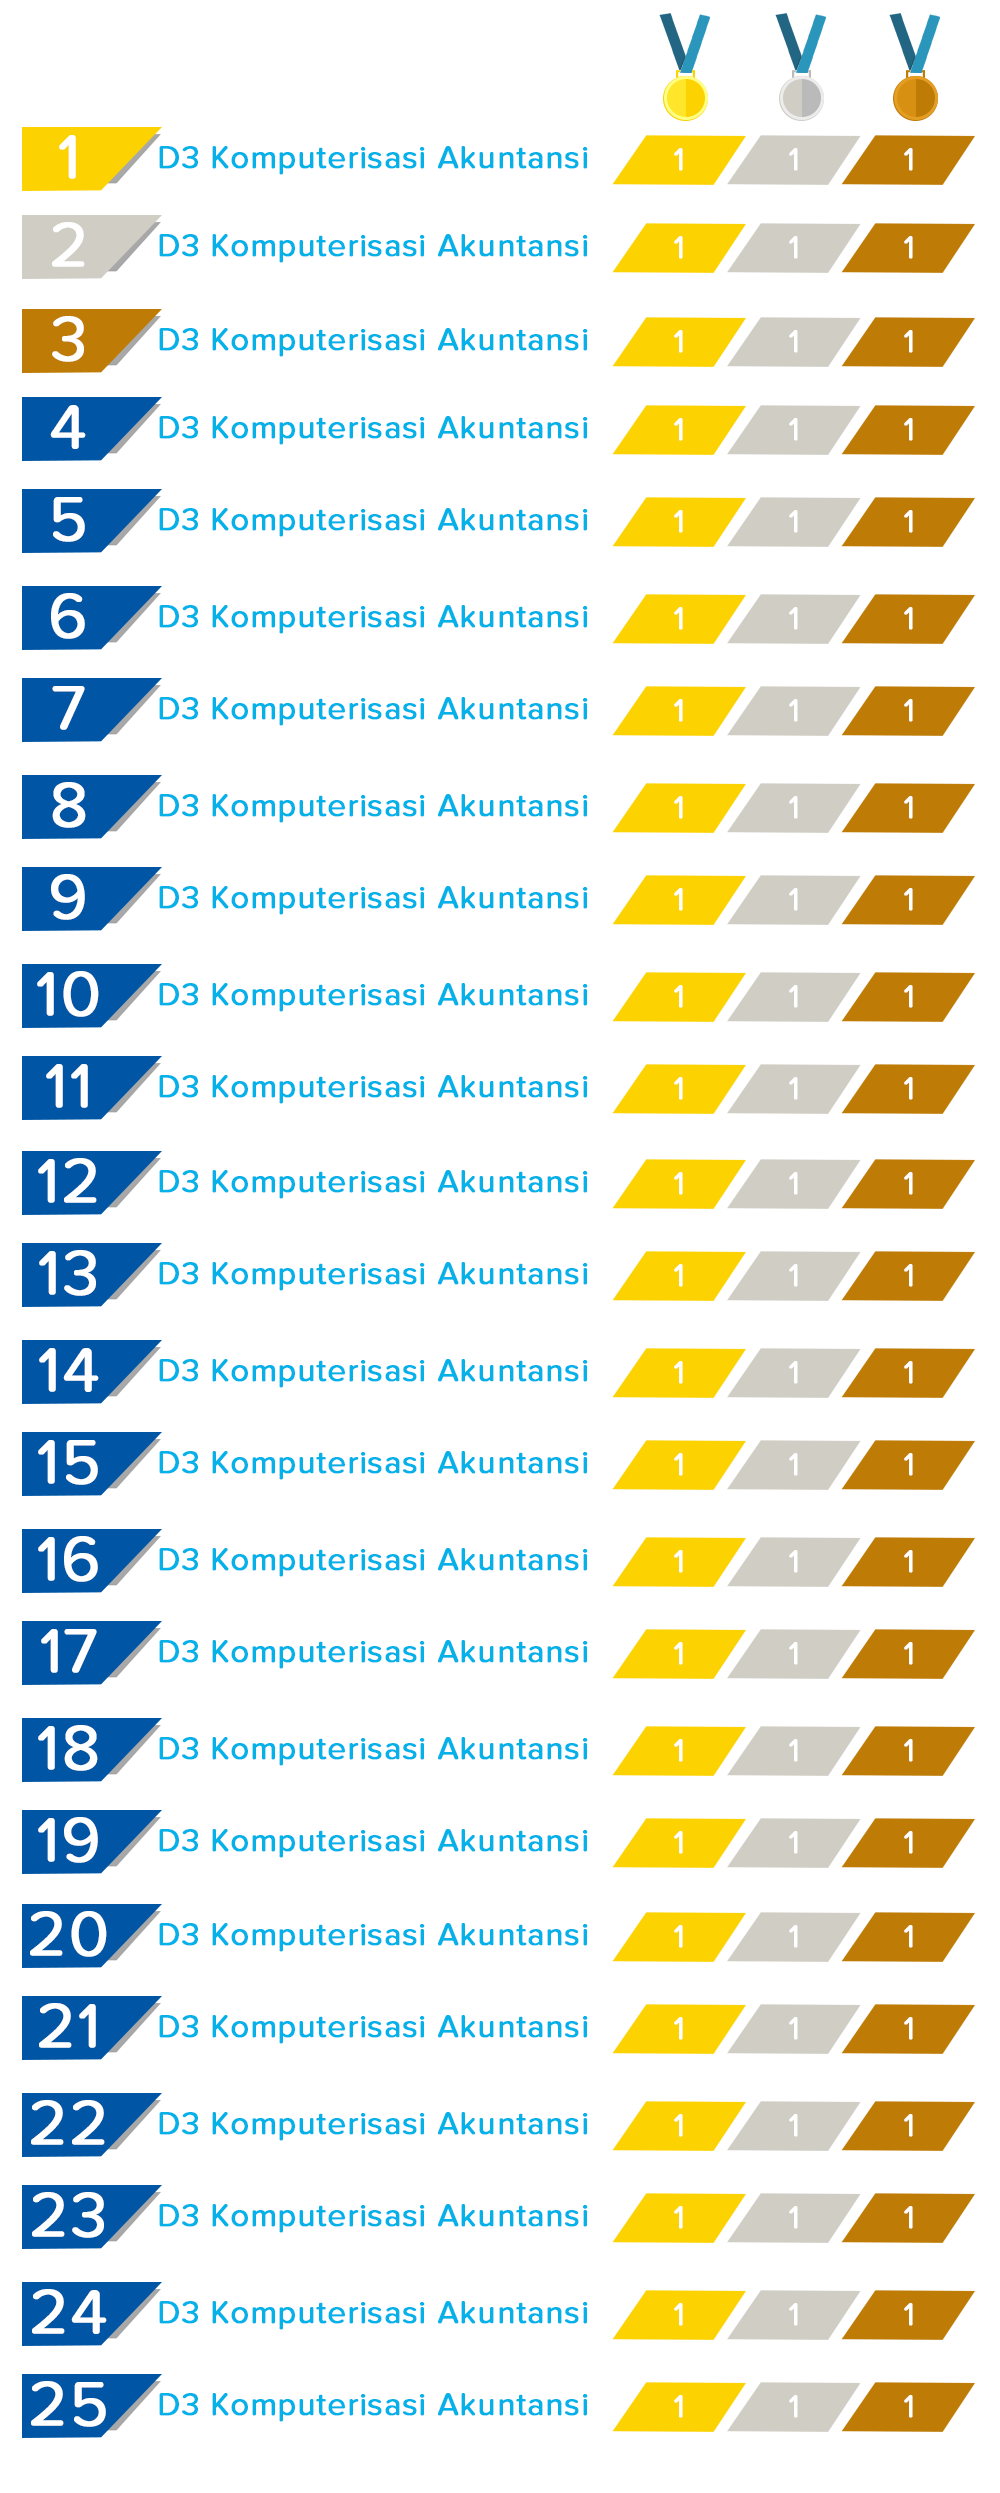 1 D3 Komputerisasi Akuntansi 1 1 1
2 D3 Komputerisasi Akuntansi 1 1 1
3 D3 Komputerisasi Akuntansi 1 1 1
4 D3 Komputerisasi Akuntansi 1 1 1
5 D3 Komputerisasi Akuntansi 1 1 1
6 D3 Komputerisasi Akuntansi 1 1 1
7 D3 Komputerisasi Akuntansi 1 1 1
8 D3 Komputerisasi Akuntansi 1 1 1
9 D3 Komputerisasi Akuntansi 1 1 1
10 D3 Komputerisasi Akuntansi 1 1 1
11 D3 Komputerisasi Akuntansi 1 1 1
12 D3 Komputerisasi Akuntansi 1 1 1
13 D3 Komputerisasi Akuntansi 1 1 1
14 D3 Komputerisasi Akuntansi 1 1 1
15 D3 Komputerisasi Akuntansi 1 1 1
16 D3 Komputerisasi Akuntansi 1 1 1
17 D3 Komputerisasi Akuntansi 1 1 1
18 D3 Komputerisasi Akuntansi 1 1 1
19 D3 Komputerisasi Akuntansi 1 1 1
20 D3 Komputerisasi Akuntansi 1 1 1
21 D3 Komputerisasi Akuntansi 1 1 1
22 D3 Komputerisasi Akuntansi 1 1 1
23 D3 Komputerisasi Akuntansi 1 1 1
24 D3 Komputerisasi Akuntansi 1 1 1
25 D3 Komputerisasi Akuntansi 1 1 1